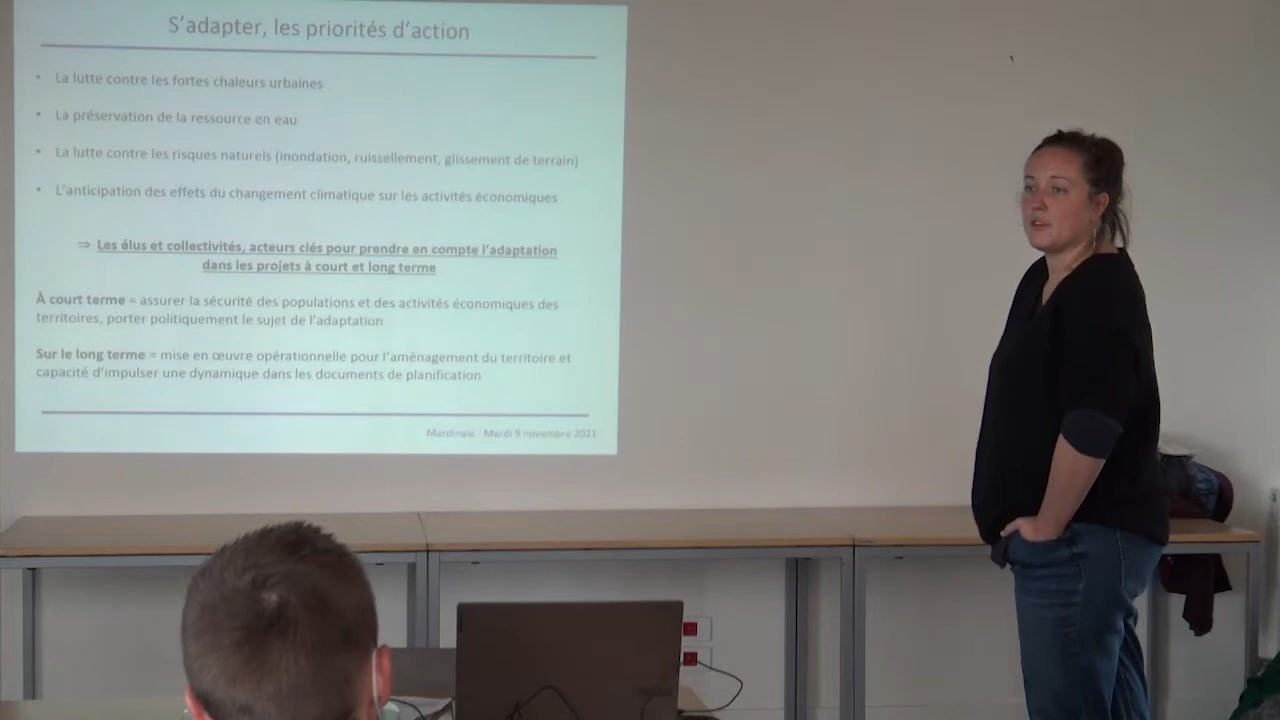 S'adapter, les priorités d'action
• La lutte contre les fortes chaleurs urbaines
• La préservation de la ressource en eau
• La lutte contre les risques naturels (inondation, ruissellement, glissement de terrain)
• L'anticipation des effets du changement climatique sur les activités économiques
⇒ Les élus et collectivités, acteurs clés pour prendre en compte l'adaptation
dans les projets à court et long terme
À court terme = assurer la sécurité des populations et des activités économiques des
territoires, porter politiquement le sujet de l'adaptation
Sur le long terme = mise en œuvre opérationnelle pour l'aménagement du territoire et
capacité d'impulser une dynamique dans les documents de planification
Mardinale - Mardi 9 novembre 2021